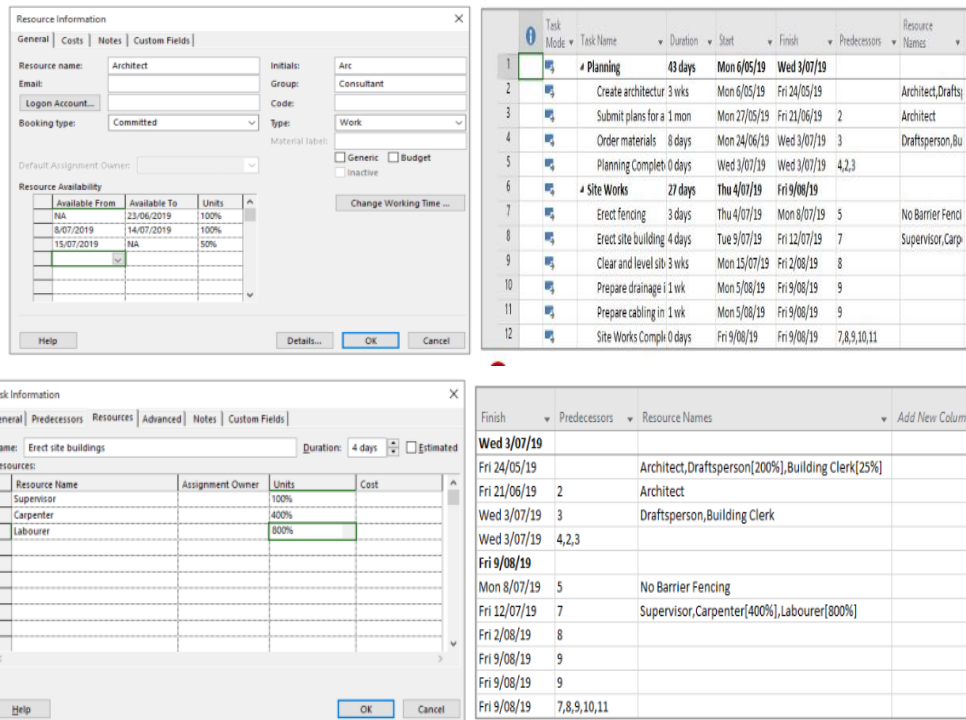 Resource Information
General Costs Notes Custom Fields
Resource name: Architect Initials: Arc
Email: Group: Consultant
Logon Account... Code:
Booking type: Committed Type: Work
Material label:
Generic Budget
Default Assignment Owner: Inactive
Resource Availability
Available From Available To Units Change Working Time ...
NA 23/06/2019 100%
8/07/2019 14/07/2019 100%
15/07/2019 NA 50%
Help Details... OK Cancel
Task Mode Task Name Duration Start Finish Predecessors Resource Names
1 Planning 43 days Mon 6/05/19 Wed 3/07/19
2 Create architectur 3 wks Mon 6/05/19 Fri 24/05/19 Architect,Drafts
3 Submit plans for a 1 mon Mon 27/05/19 Fri 21/06/19 2 Architect
4 Order materials 8 days Mon 24/06/19 Wed 3/07/19 3 Draftsperson,Bu
5 Planning Complet 0 days Wed 3/07/19 Wed 3/07/19 4,2,3
6 Site Works 27 days Thu 4/07/19 Fri 9/08/19
7 Erect fencing 3 days Thu 4/07/19 Mon 8/07/19 5 No Barrier Fenci
8 Erect site building 4 days Tue 9/07/19 Fri 12/07/19 7 Supervisor,Carp
9 Clear and level sit 3 wks Mon 15/07/19 Fri 2/08/19 8
10 Prepare drainage i 1 wk Mon 5/08/19 Fri 9/08/19 9
11 Prepare cabling in 1 wk Mon 5/08/19 Fri 9/08/19 9
12 Site Works Comple 0 days Fri 9/08/19 Fri 9/08/19 7,8,9,10,11
sk Information
eneral Predecessors Resources Advanced Notes Custom Fields
ame: Erect site buildings Duration: 4 days Estimated
esources:
Resource Name Assignment Owner Units Cost
Supervisor 100%
Carpenter 400%
Labourer 800%
Help OK Cancel
Finish Predecessors Resource Names Add New Colum
Wed 3/07/19
Fri 24/05/19 Architect,Draftsperson[200%],Building Clerk[25%]
Fri 21/06/19 2 Architect
Wed 3/07/19 3 Draftsperson,Building Clerk
Wed 3/07/19 4,2,3
Fri 9/08/19
Mon 8/07/19 5 No Barrier Fencing
Fri 12/07/19 7 Supervisor,Carpenter[400%],Labourer[800%]
Fri 2/08/19 8
Fri 9/08/19 9
Fri 9/08/19 9
Fri 9/08/19 7,8,9,10,11